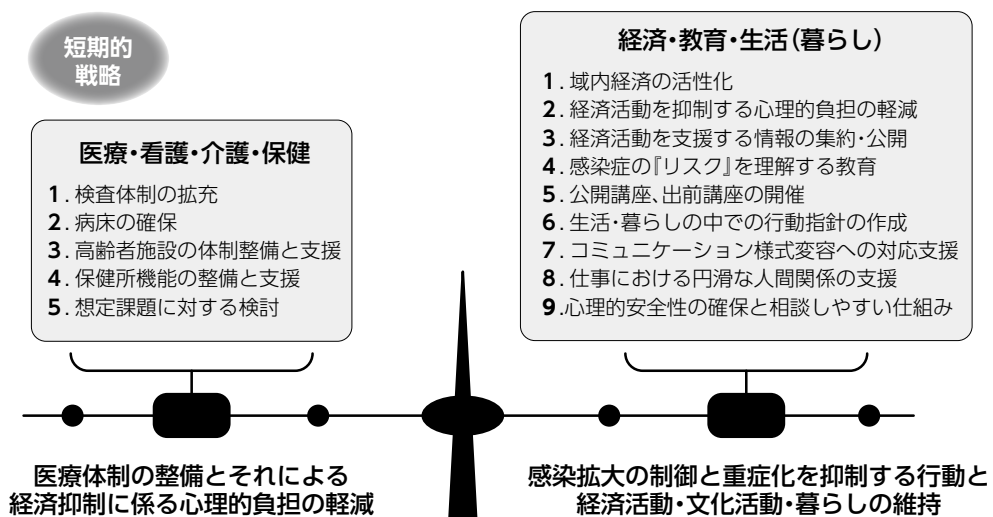 短期的
戦略
医療・看護・介護・保健
1. 検査体制の拡充
2. 病床の確保
3. 高齢者施設の体制整備と支援
4. 保健所機能の整備と支援
5. 想定課題に対する検討
経済・教育・生活（暮らし）
1. 域内経済の活性化
2. 経済活動を抑制する心理的負担の軽減
3. 経済活動を支援する情報の集約・公開
4. 感染症の『リスク』を理解する教育
5. 公開講座、出前講座の開催
6. 生活・暮らしの中での行動指針の作成
7. コミュニケーション様式変容への対応支援
8. 仕事における円滑な人間関係の支援
9.心理的安全性の確保と相談しやすい仕組み
医療体制の整備とそれによる
経済抑制に係る心理的負担の軽減
感染拡大の制御と重症化を抑制する行動と
経済活動・文化活動・暮らしの維持